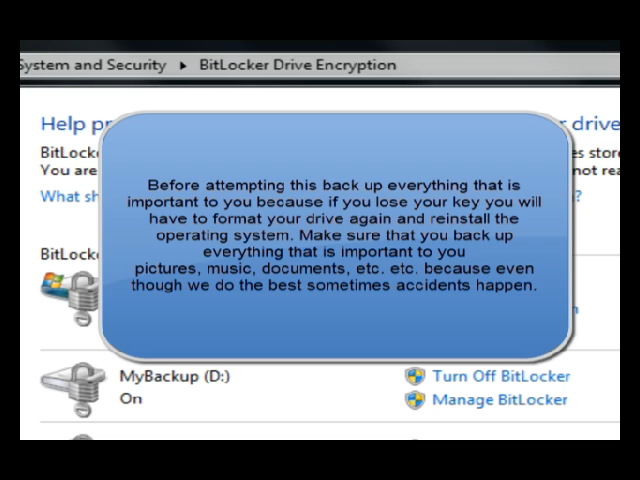 System and Security ▸ BitLocker Drive Encryption
Help pr drive
BitLocke es store
You are not rea
What sh ?
Before attempting this back up everything that is
important to you because if you lose your key you will
have to format your drive again and reinstall the
operating system. Make sure that you back up
everything that is important to you
pictures, music, documents, etc. etc. because even
though we do the best sometimes accidents happen.
BitLocke
MyBackup (D:)
Turn Off BitLocker
On
Manage BitLocker